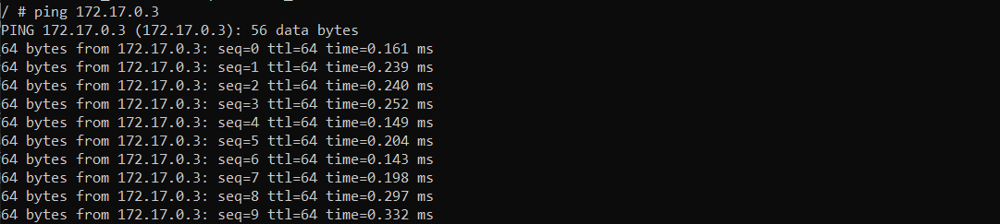 / # ping 172.17.0.3
PING 172.17.0.3 (172.17.0.3): 56 data bytes
64 bytes from 172.17.0.3: seq=0 ttl=64 time=0.161 ms
64 bytes from 172.17.0.3: seq=1 ttl=64 time=0.239 ms
64 bytes from 172.17.0.3: seq=2 ttl=64 time=0.240 ms
64 bytes from 172.17.0.3: seq=3 ttl=64 time=0.252 ms
64 bytes from 172.17.0.3: seq=4 ttl=64 time=0.149 ms
64 bytes from 172.17.0.3: seq=5 ttl=64 time=0.204 ms
64 bytes from 172.17.0.3: seq=6 ttl=64 time=0.143 ms
64 bytes from 172.17.0.3: seq=7 ttl=64 time=0.198 ms
64 bytes from 172.17.0.3: seq=8 ttl=64 time=0.297 ms
64 bytes from 172.17.0.3: seq=9 ttl=64 time=0.332 ms